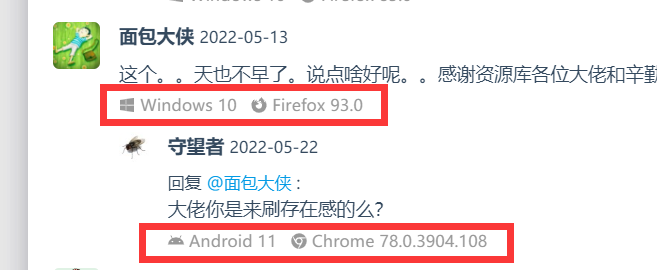 面包大侠 2022-05-13
这个。。天也不早了。说点啥好呢。。感谢资源库各位大佬和辛勤
Windows 10 Firefox 93.0
守望者 2022-05-22
回复 @面包大侠 :
大佬你是来刷存在感的么?
Android 11 Chrome 78.0.3904.108